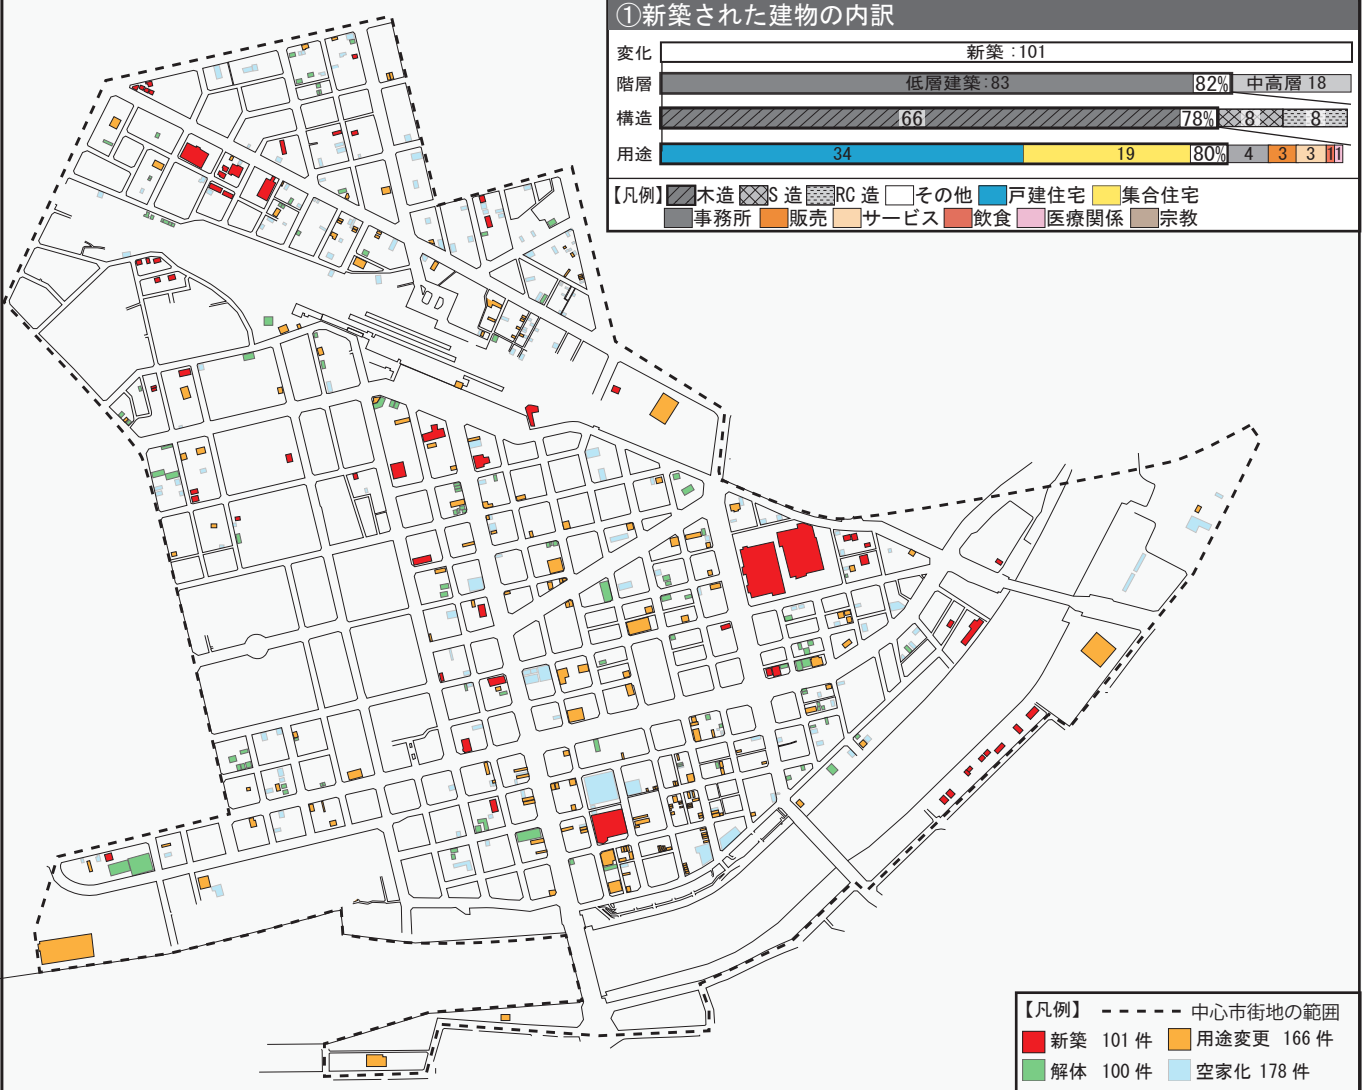 ①新築された建物の内訳
変化 新築：101
階層 低層建築：83 82% 中高層 18
構造 66 78% 8 8
用途 34 19 80% 4 3 3 1 1
【凡例】 木造 S 造 RC 造 その他 戸建住宅 集合住宅
事務所 販売 サービス 飲食 医療関係 宗教
【凡例】 中心市街地の範囲
新築 101 件 用途変更 166 件
解体 100 件 空家化 178 件